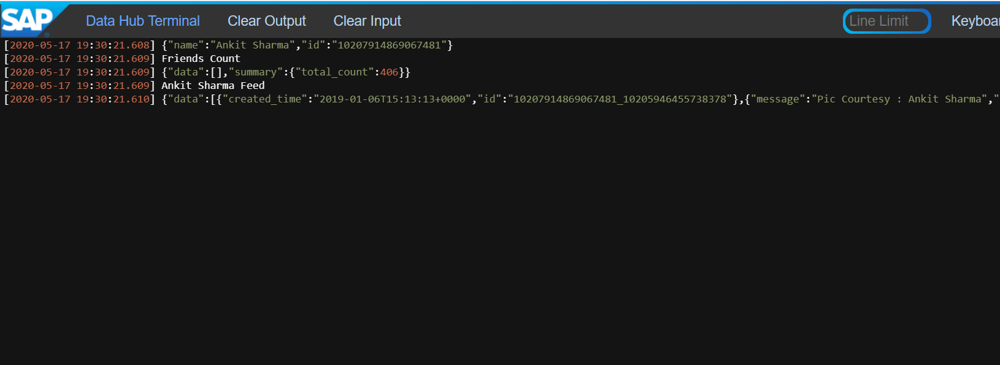 SAP ®
Data Hub Terminal Clear Output Clear Input Line Limit Keyboar
[2020-05-17 19:30:21.608] {"name":"Ankit Sharma","id":"10207914869067481"}
[2020-05-17 19:30:21.609] Friends Count
[2020-05-17 19:30:21.609] {"data":[],"summary":{"total_count":406}}
[2020-05-17 19:30:21.609] Ankit Sharma Feed
[2020-05-17 19:30:21.610] {"data":[{"created_time":"2019-01-06T15:13:13+0000","id":"10207914869067481_10205946455738378"},{"message":"Pic Courtesy : Ankit Sharma","